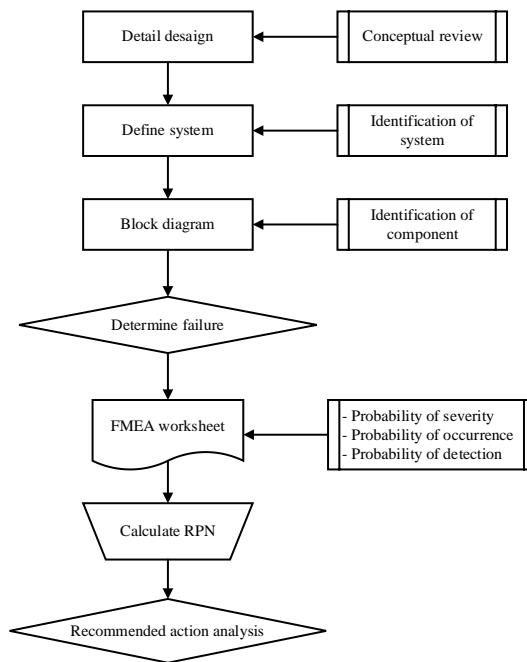 Detail desaign
Conceptual review
Define system
Identification of
system
Block diagram
Identification of
component
Determine failure
FMEA worksheet
- Probability of severity
- Probability of occurrence
- Probability of detection
Calculate RPN
Recommended action analysis